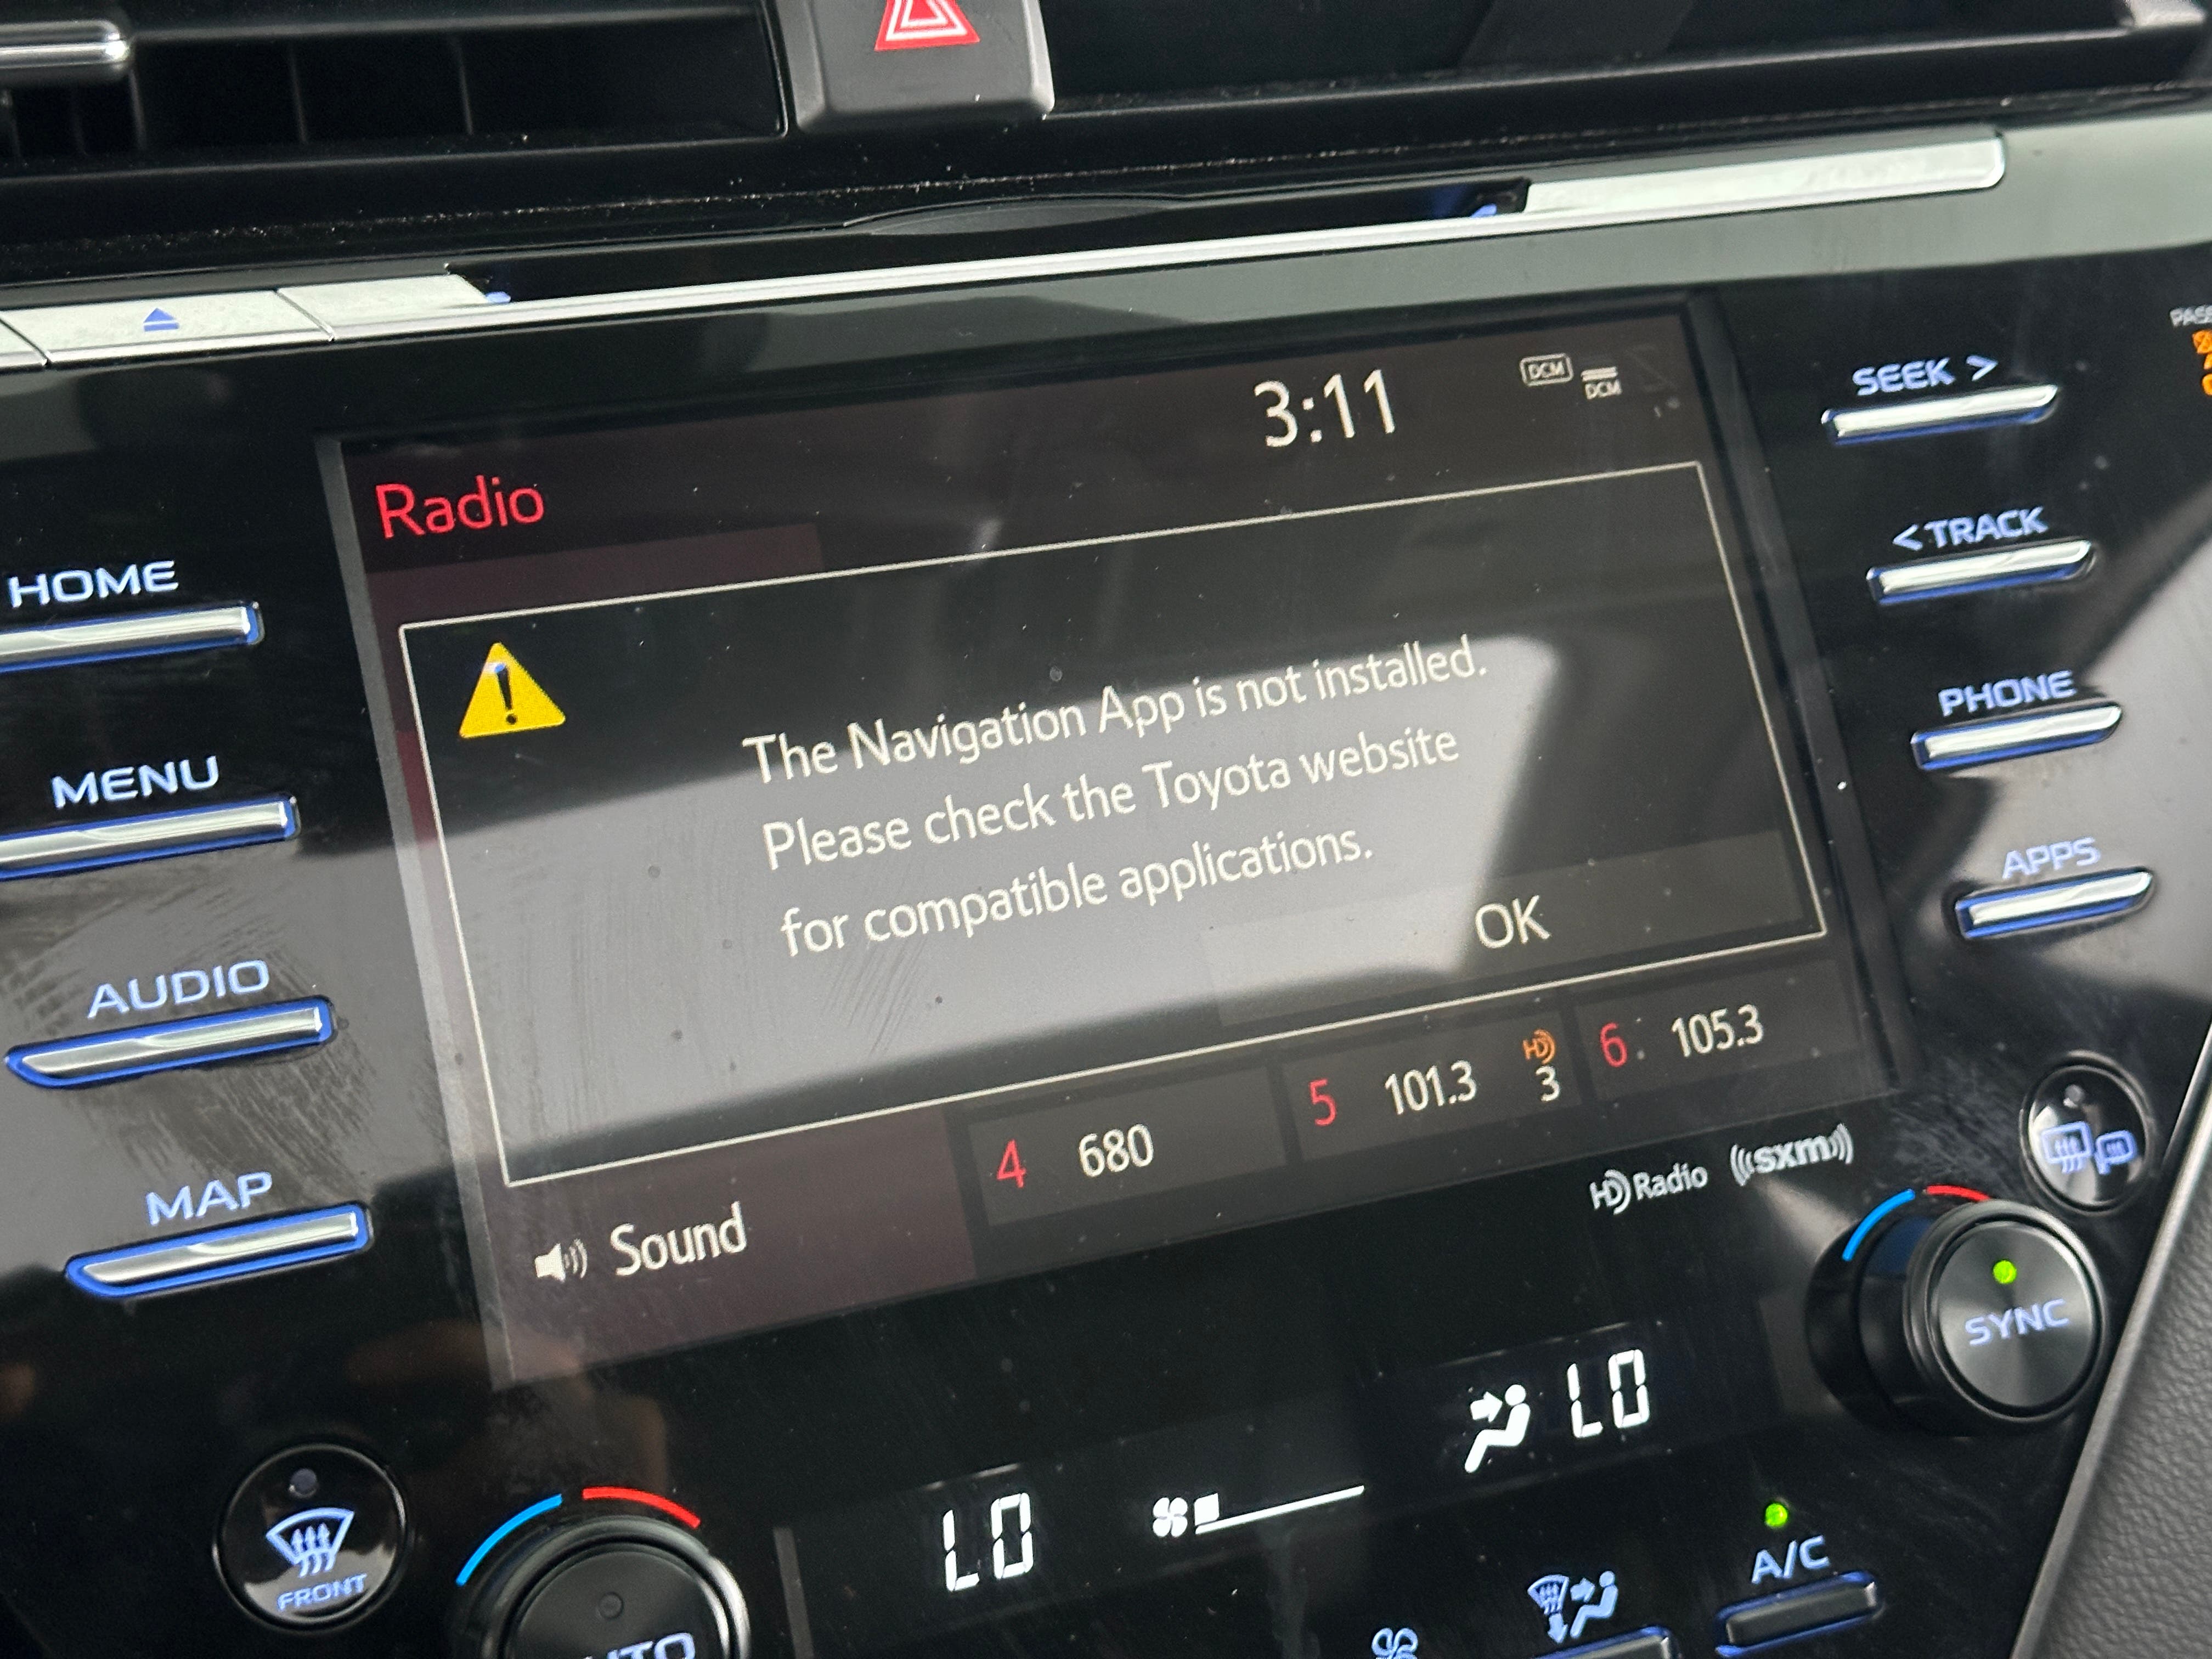 3:11
DCM
DCM
Radio
SEEK >
< TRACK
PHONE
APPS
HOME
MENU
AUDIO
MAP
The Navigation App is not installed.
Please check the Toyota website
for compatible applications.
OK
4 680
5 101.3 HD 3
6 105.3
Sound
HD Radio
((sxm))
SYNC
LO
LO
FRONT
A/C